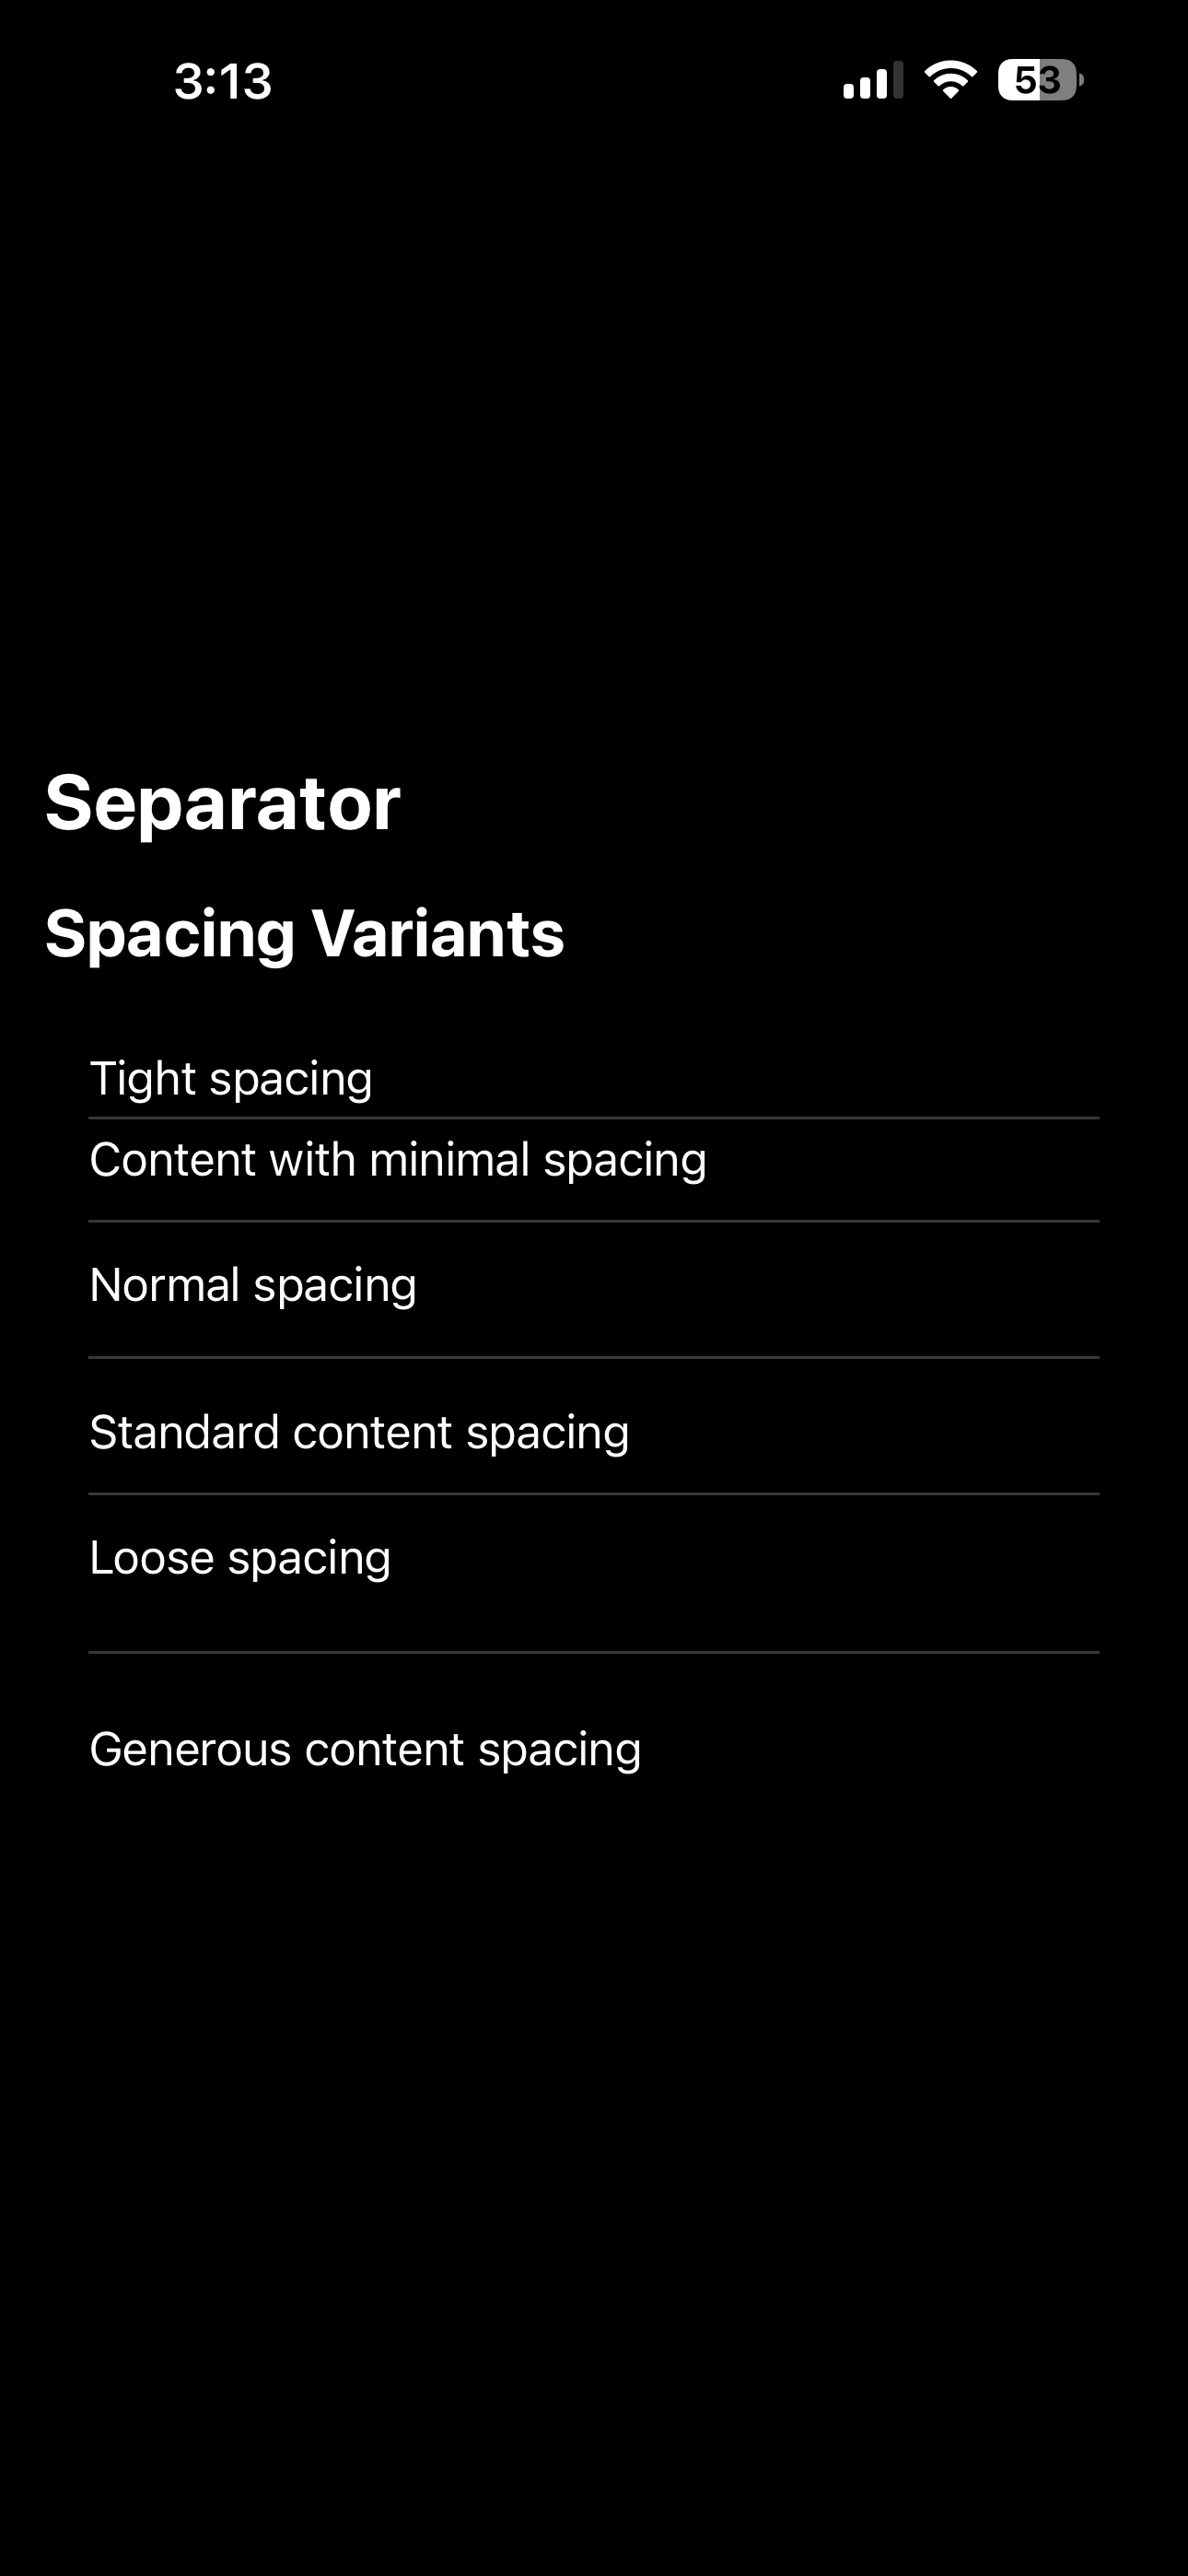 3:13
53
Separator
Spacing Variants
Tight spacing
Content with minimal spacing
Normal spacing
Standard content spacing
Loose spacing
Generous content spacing